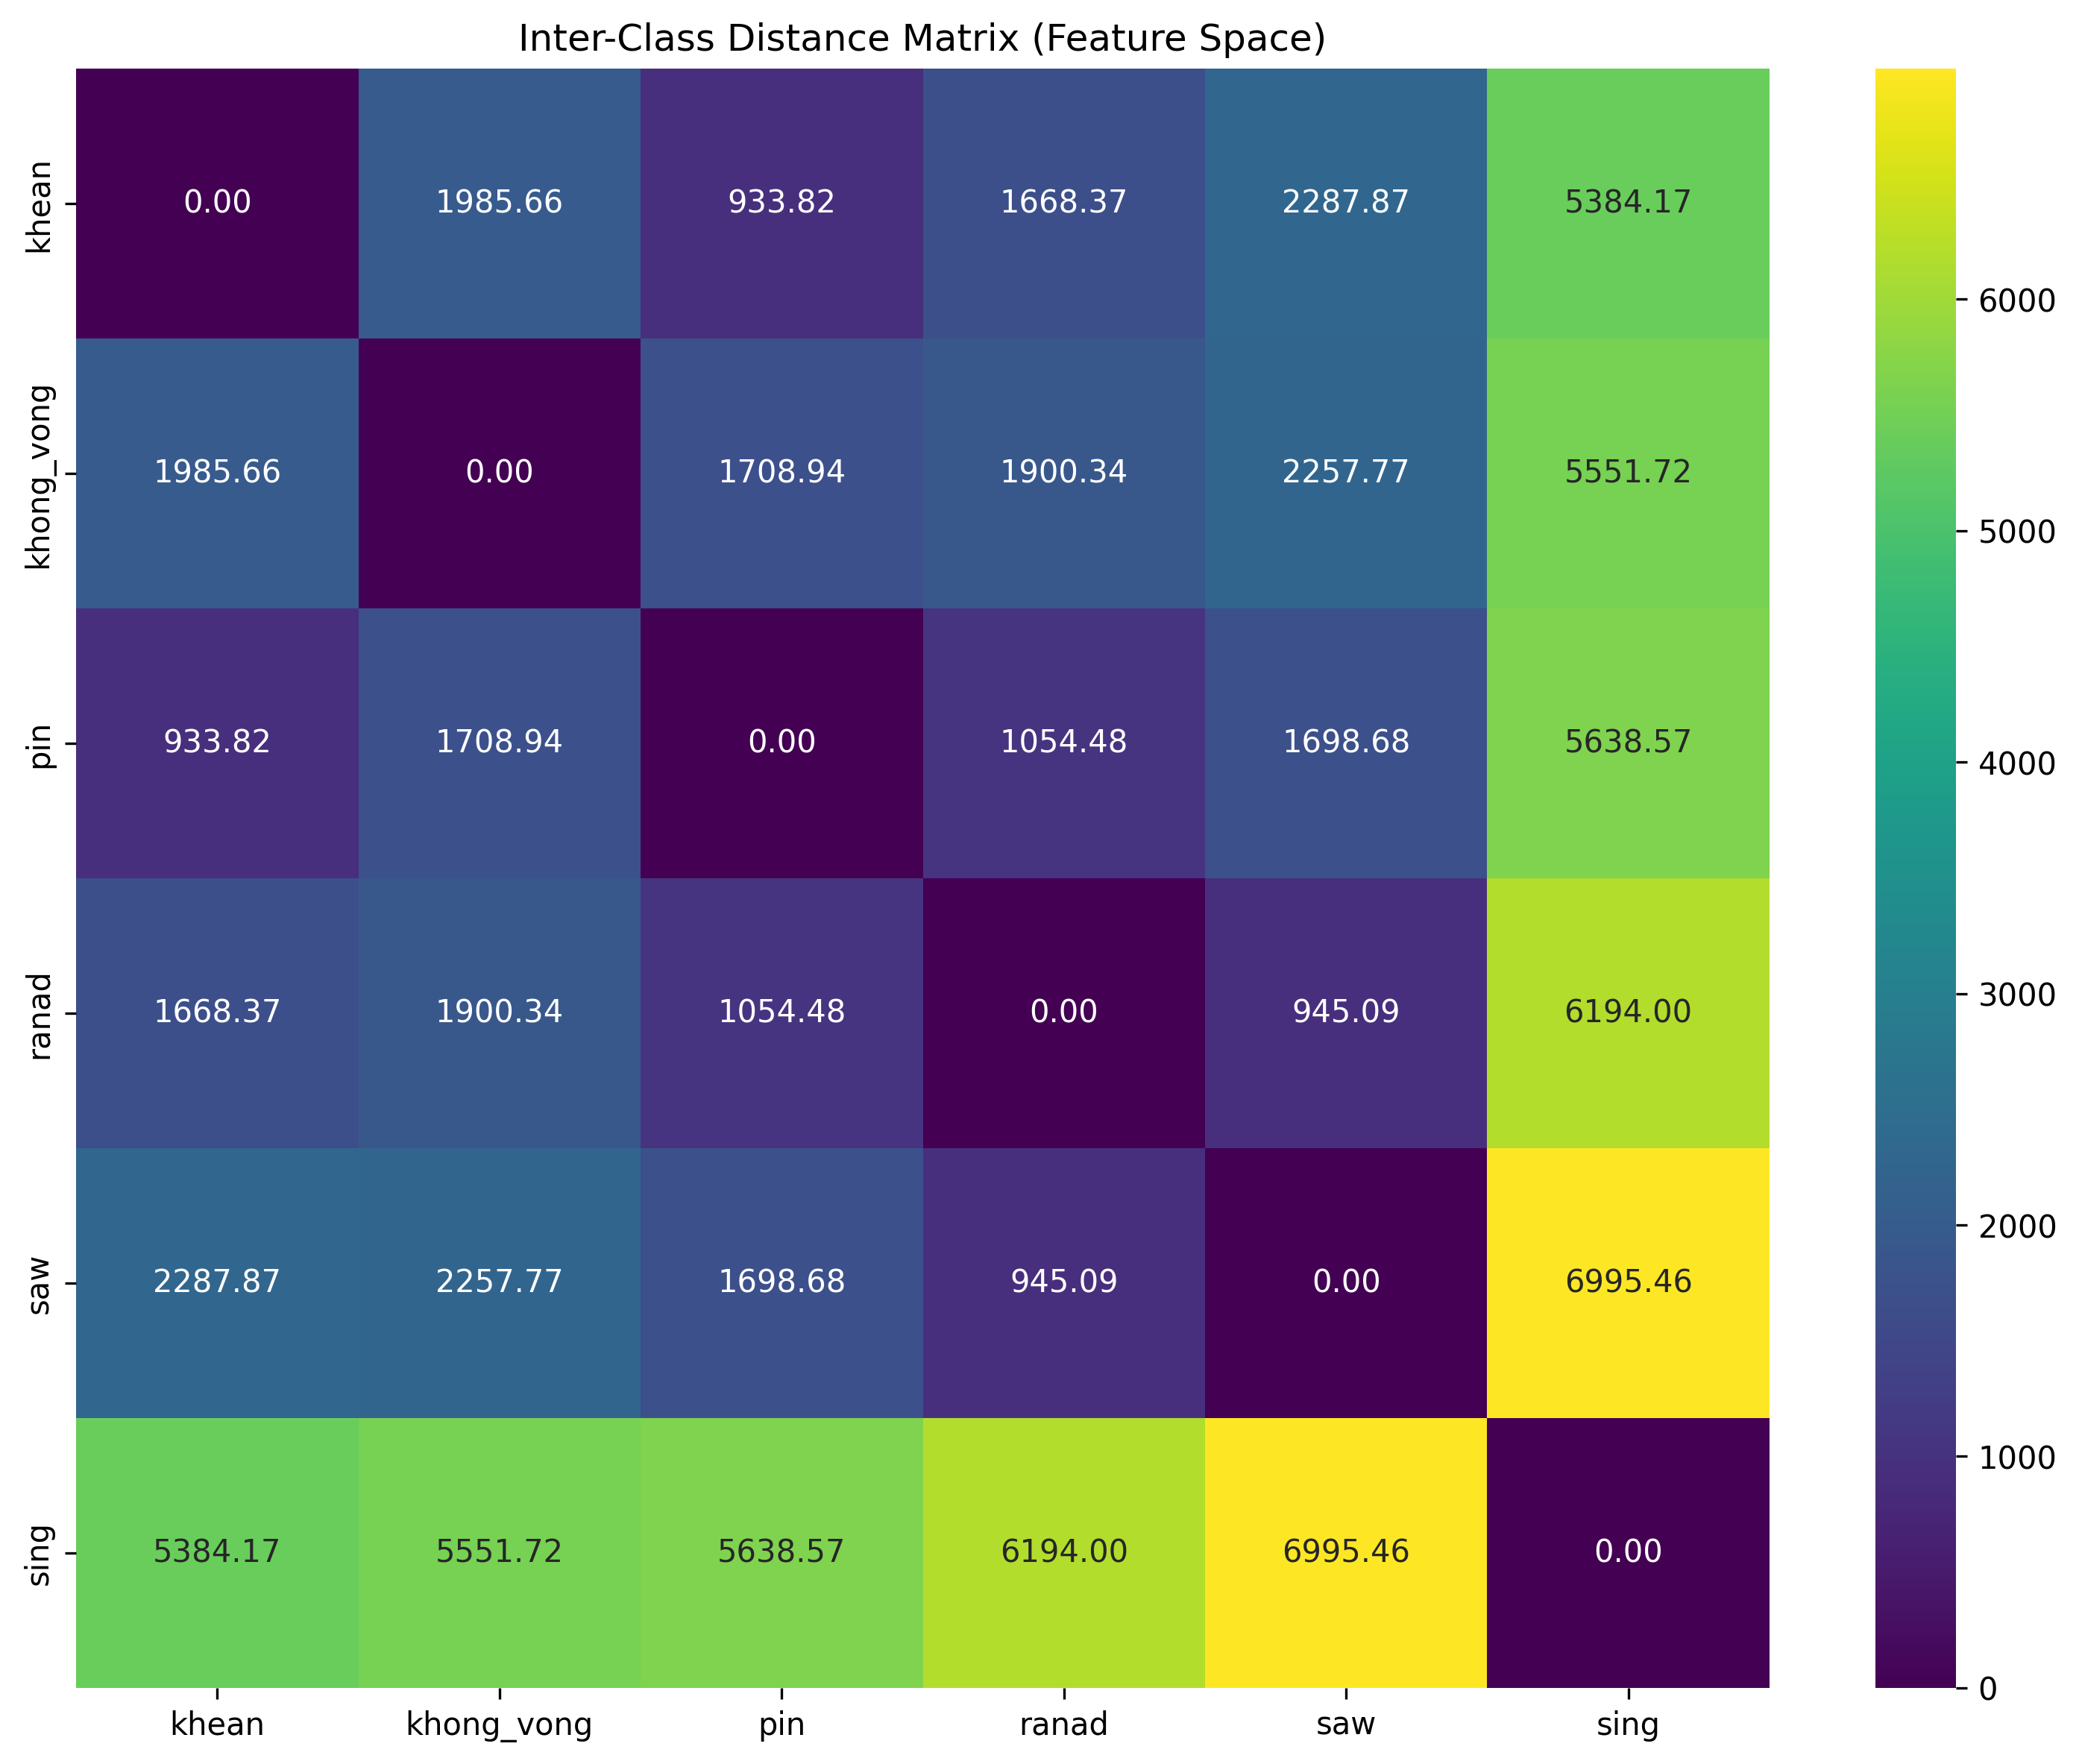 Inter-Class Distance Matrix (Feature Space)
khean 0.00 1985.66 933.82 1668.37 2287.87 5384.17
khong_vong 1985.66 0.00 1708.94 1900.34 2257.77 5551.72
pin 933.82 1708.94 0.00 1054.48 1698.68 5638.57
ranad 1668.37 1900.34 1054.48 0.00 945.09 6194.00
saw 2287.87 2257.77 1698.68 945.09 0.00 6995.46
sing 5384.17 5551.72 5638.57 6194.00 6995.46 0.00
khean khong_vong pin ranad saw sing
6000
5000
4000
3000
2000
1000
0